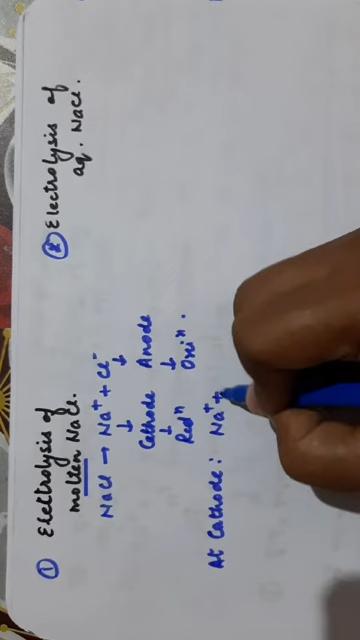 ① Electrolysis of
molten NaCl.
NaCl → Na⁺ + Cl⁻
↓ ↓
Cathode Anode
↓ ↓
Redⁿ Oxiⁿ.
At Cathode: Na⁺ +
Electrolysis of
aq. NaCl.